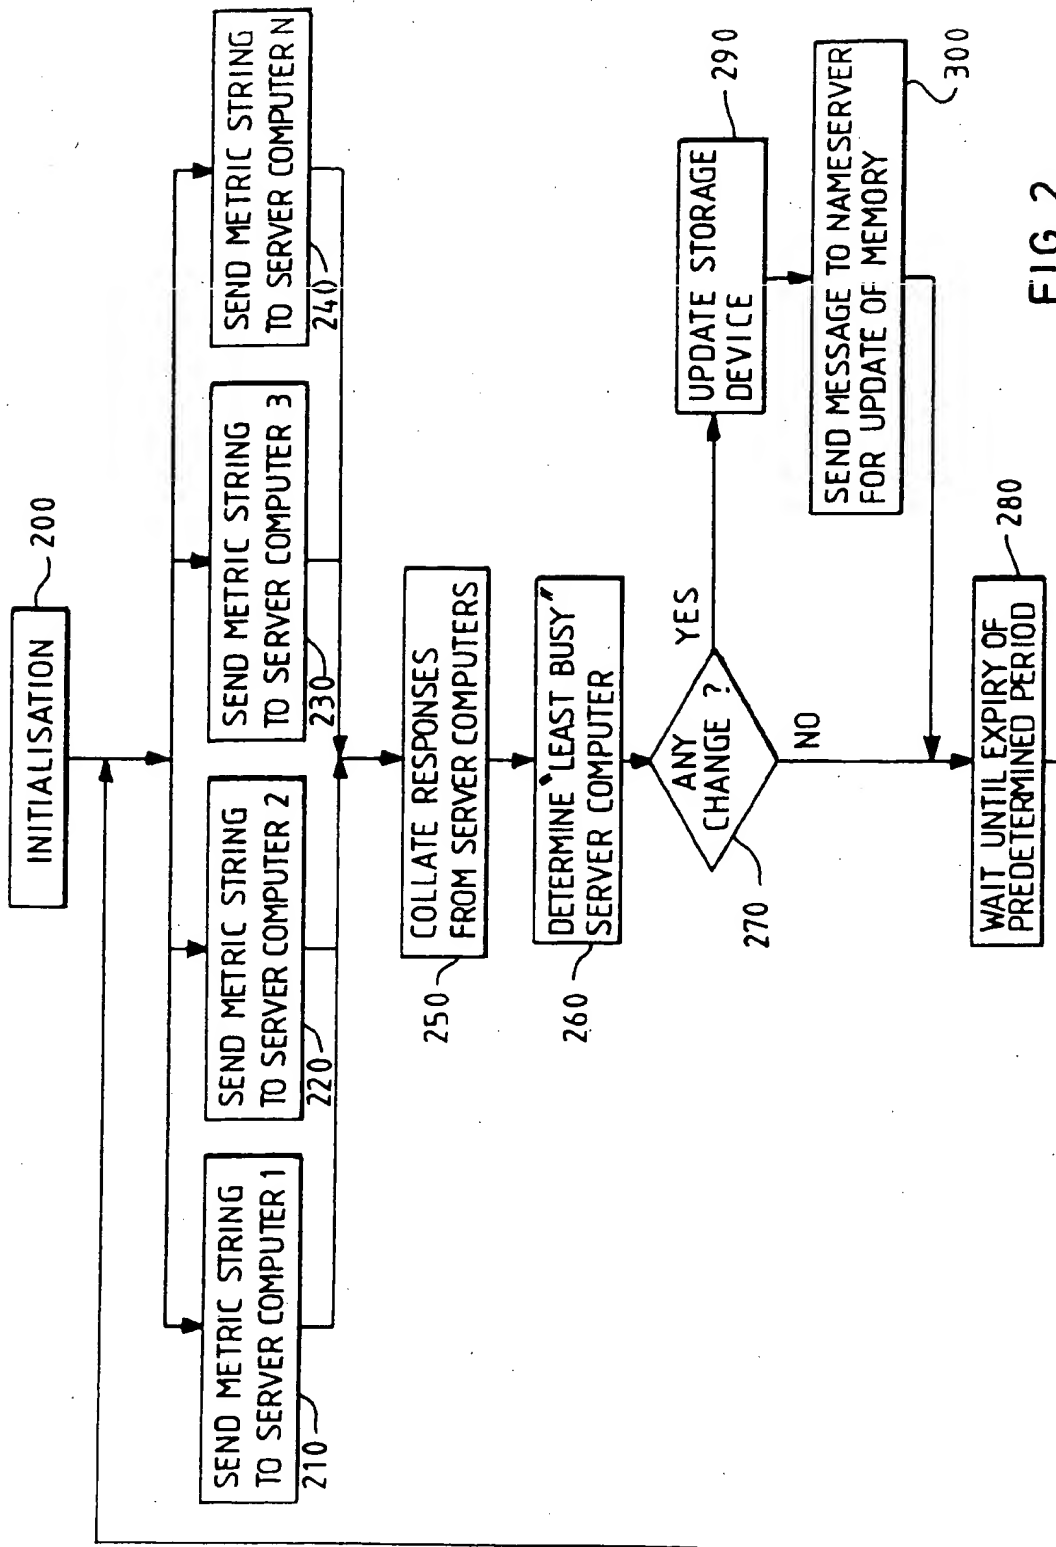 INITIALISATION
200
SEND METRIC STRING
TO SERVER COMPUTER 1
210
SEND METRIC STRING
TO SERVER COMPUTER 2
220
SEND METRIC STRING
TO SERVER COMPUTER 3
230
SEND METRIC STRING
TO SERVER COMPUTER N
240
COLLATE RESPONSES
FROM SERVER COMPUTERS
250
DETERMINE "LEAST BUSY"
SERVER COMPUTER
260
ANY
CHANGE ?
270
YES
NO
UPDATE STORAGE
DEVICE
290
SEND MESSAGE TO NAMESERVER
FOR UPDATE OF MEMORY
300
WAIT UNTIL EXPIRY OF
PREDETERMINED PERIOD
280
FIG. 2